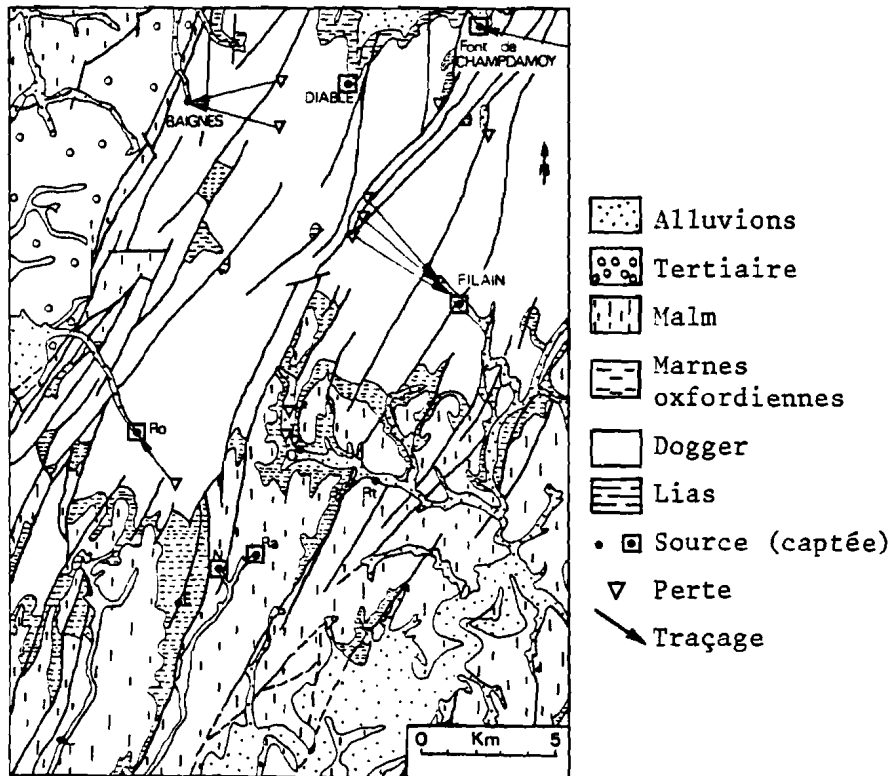 Font de
CHAMPDAMOY
DIABLE
BAIGNES
FILAIN
Ro
Rt
Ra
N
0 Km 5
Alluvions
Tertiaire
Malm
Marnes
oxfordiennes
Dogger
Lias
Source (captée)
Perte
Traçage